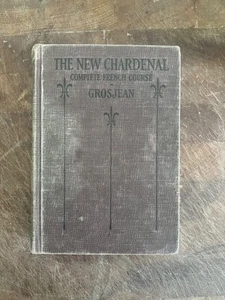 THE NEW CHARDENAL
COMPLETE FRENCH COURSE
GROSJEAN